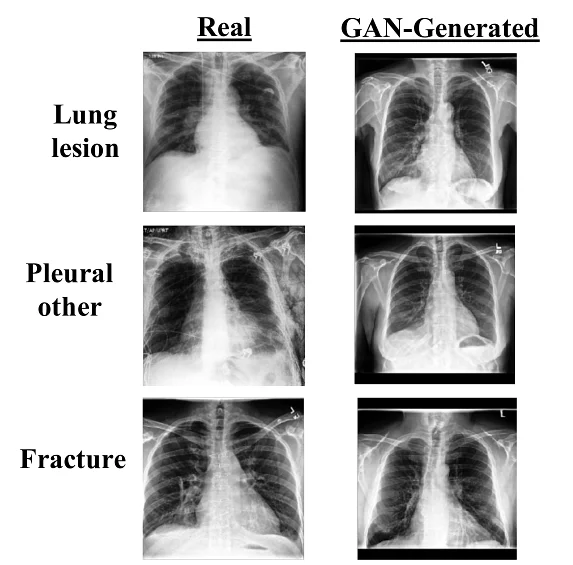 Real
GAN-Generated
Lung
lesion
Pleural
other
Fracture
L
L
L